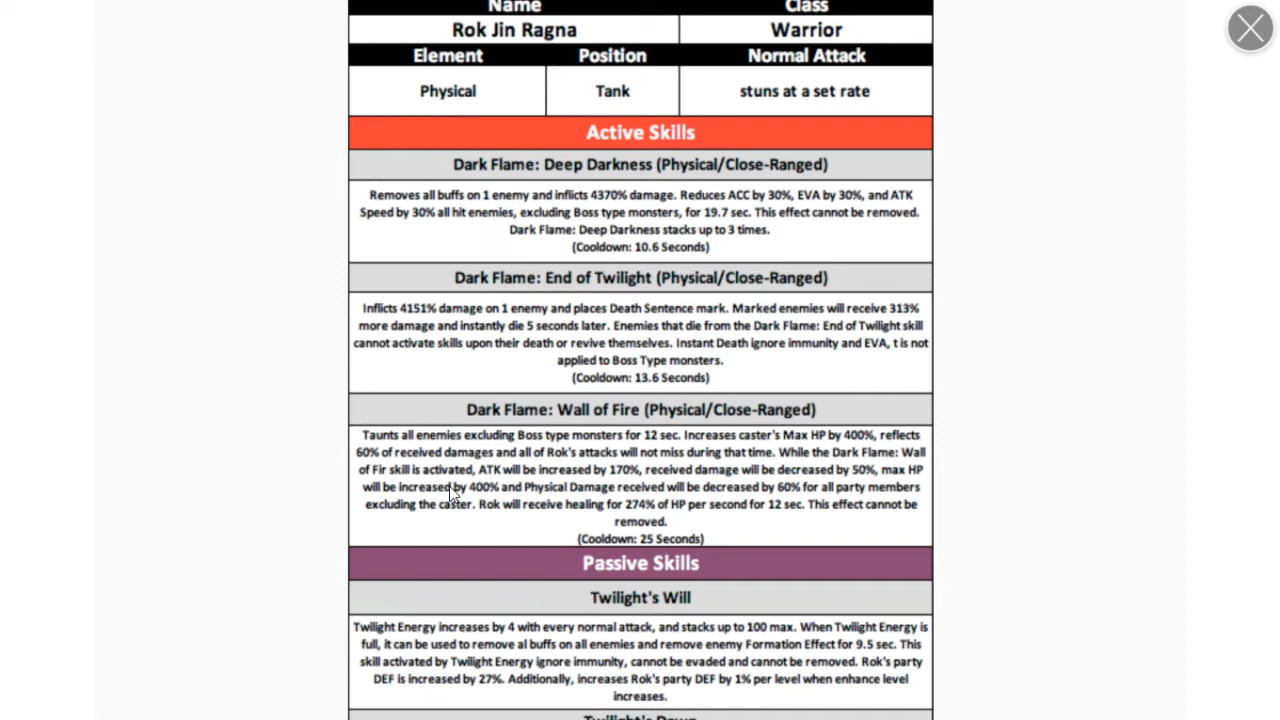 Name Class
Rok Jin Ragna Warrior
Element Position Normal Attack
Physical Tank stuns at a set rate
Active Skills
Dark Flame: Deep Darkness (Physical/Close-Ranged)
Removes all buffs on 1 enemy and inflicts 4370% damage. Reduces ACC by 30%, EVA by 30%, and ATK
Speed by 30% all hit enemies, excluding Boss type monsters, for 19.7 sec. This effect cannot be removed.
Dark Flame: Deep Darkness stacks up to 3 times.
(Cooldown: 10.6 Seconds)
Dark Flame: End of Twilight (Physical/Close-Ranged)
Inflicts 4151% damage on 1 enemy and places Death Sentence mark. Marked enemies will receive 313%
more damage and instantly die 5 seconds later. Enemies that die from the Dark Flame: End of Twilight skill
cannot activate skills upon their death or revive themselves. Instant Death ignore immunity and EVA, t is not
applied to Boss Type monsters.
(Cooldown: 13.6 Seconds)
Dark Flame: Wall of Fire (Physical/Close-Ranged)
Taunts all enemies excluding Boss type monsters for 12 sec. Increases caster's Max HP by 400%, reflects
60% of received damages and all of Rok's attacks will not miss during that time. While the Dark Flame: Wall
of Fir skill is activated, ATK will be increased by 170%, received damage will be decreased by 50%, max HP
will be increased by 400% and Physical Damage received will be decreased by 60% for all party members
excluding the caster. Rok will receive healing for 274% of HP per second for 12 sec. This effect cannot be
removed.
(Cooldown: 25 Seconds)
Passive Skills
Twilight's Will
Twilight Energy increases by 4 with every normal attack, and stacks up to 100 max. When Twilight Energy is
full, it can be used to remove al buffs on all enemies and remove enemy Formation Effect for 9.5 sec. This
skill activated by Twilight Energy ignore immunity, cannot be evaded and cannot be removed. Rok's party
DEF is increased by 27%. Additionally, increases Rok's party DEF by 1% per level when enhance level
increases.
Twilight's Dawn